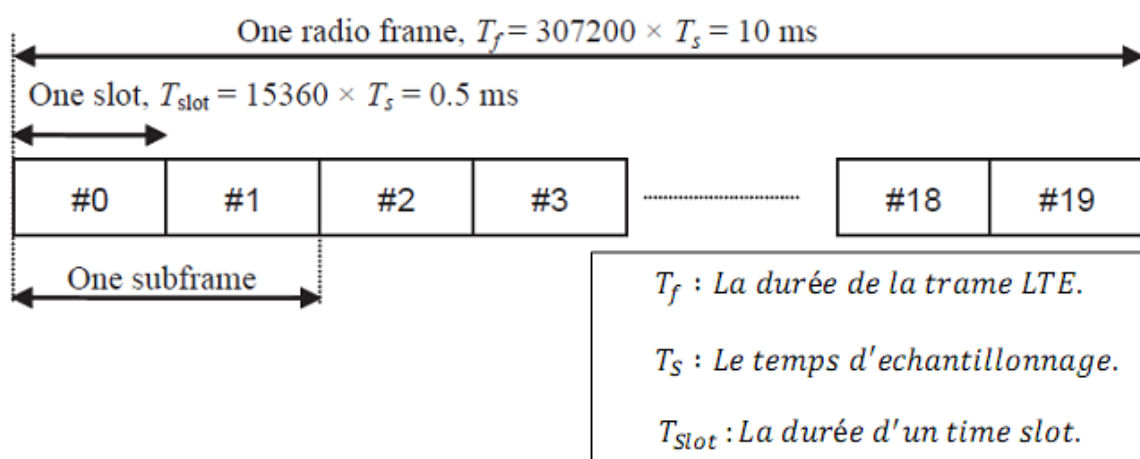 One radio frame, T_f = 307200 × T_s = 10 ms
One slot, T_slot = 15360 × T_s = 0.5 ms
#0 #1 #2 #3 #18 #19
One subframe
T_f : La durée de la trame LTE.
T_S : Le temps d'echantillonnage.
T_Slot : La durée d'un time slot.